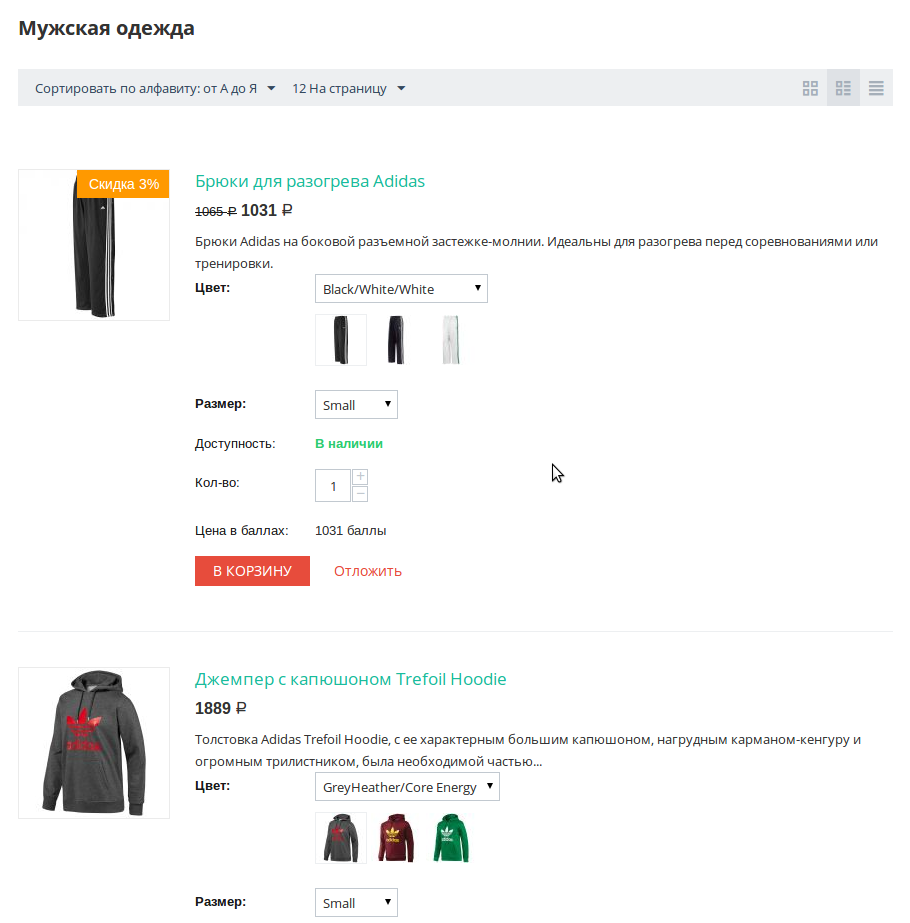 Мужская одежда
Сортировать по алфавиту: от А до Я 12 На страницу
Скидка 3%
Брюки для разогрева Adidas
1065 ₽ 1031 ₽
Брюки Adidas на боковой разъемной застежке-молнии. Идеальны для разогрева перед соревнованиями или
тренировки.
Цвет: Black/White/White
Размер: Small
Доступность: В наличии
Кол-во: 1 + −
Цена в баллах: 1031 баллы
В КОРЗИНУ Отложить
Джемпер с капюшоном Trefoil Hoodie
1889 ₽
Толстовка Adidas Trefoil Hoodie, с ее характерным большим капюшоном, нагрудным карманом-кенгуру и
огромным трилистником, была необходимой частью...
Цвет: GreyHeather/Core Energy
Размер: Small